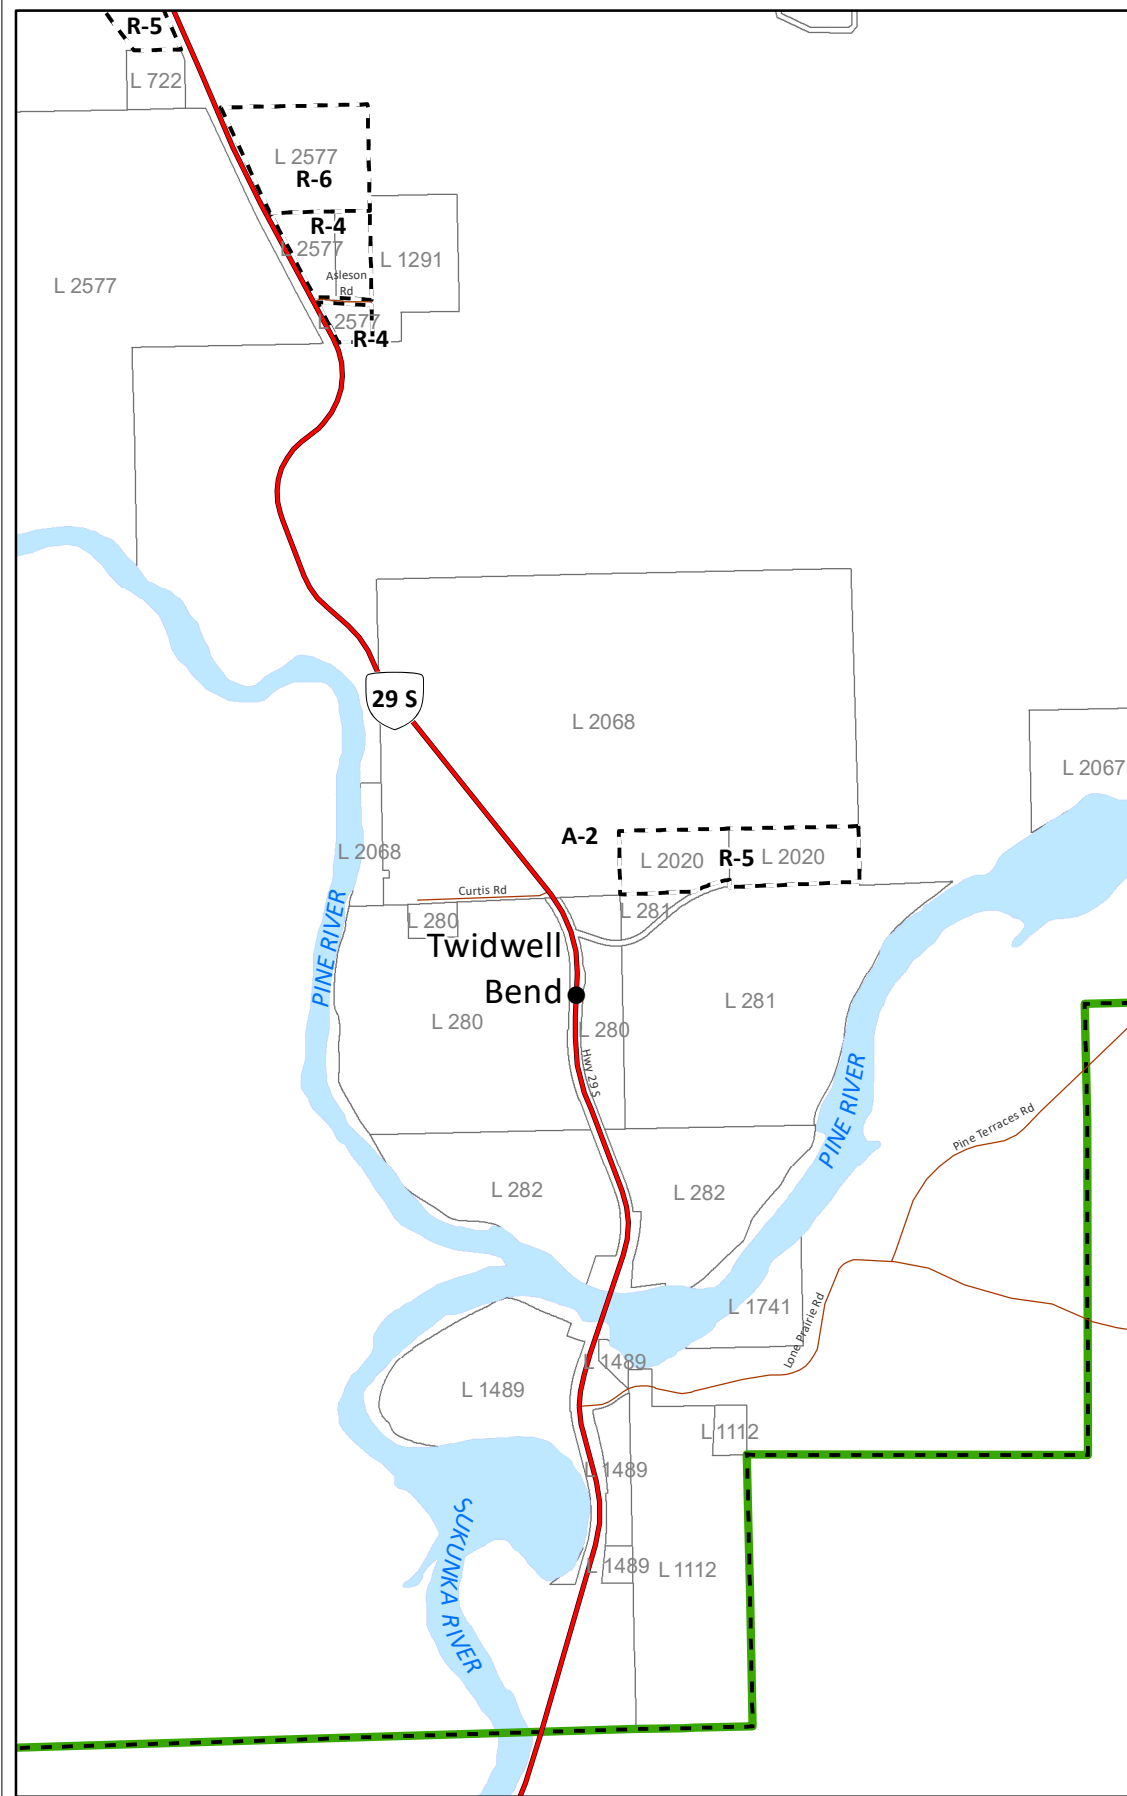 R-5
L 722
L 2577
R-6
R-4
L 2577
L 1291
L 2577
Asleson
Rd
L 2577
R-4
29 S
L 2068
L 2067
A-2
L 2068
L 2020
R-5
L 2020
Curtis Rd
L 280
L 281
PINE RIVER
Twidwell
Bend
L 280
L 280
L 281
Hwy 29 S
PINE RIVER
Pine Terraces Rd
L 282
L 282
L 1741
Lone Prairie Rd
L 1489
L 1489
L 1112
L 1489
SUKUNKA RIVER
L 1489
L 1112